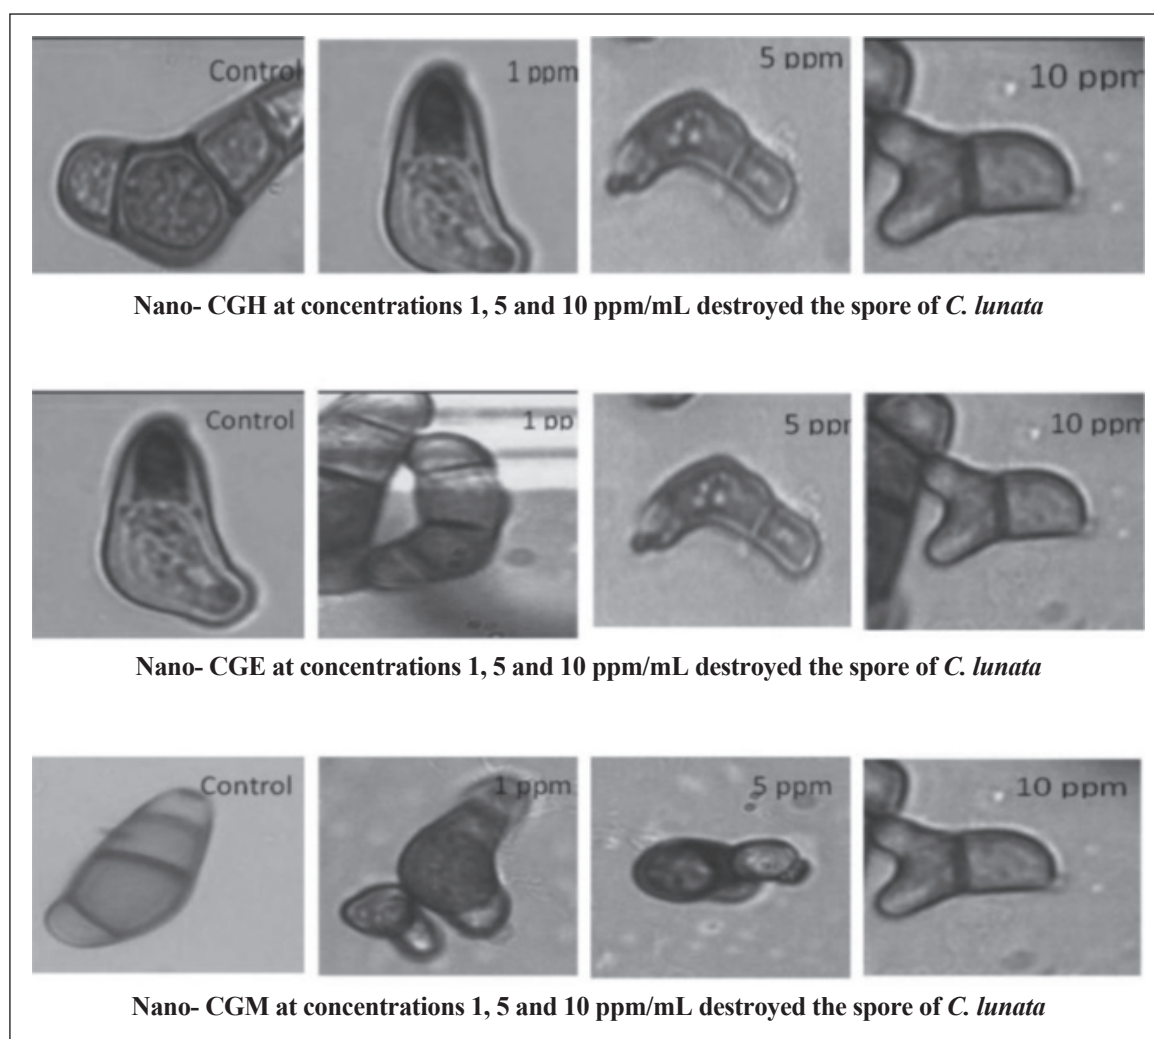 Control 1 ppm 5 ppm 10 ppm
Nano- CGH at concentrations 1, 5 and 10 ppm/mL destroyed the spore of C. lunata
Control 1 pp 5 ppm 10 ppm
Nano- CGE at concentrations 1, 5 and 10 ppm/mL destroyed the spore of C. lunata
Control 1 ppm 5 ppm 10 ppm
Nano- CGM at concentrations 1, 5 and 10 ppm/mL destroyed the spore of C. lunata